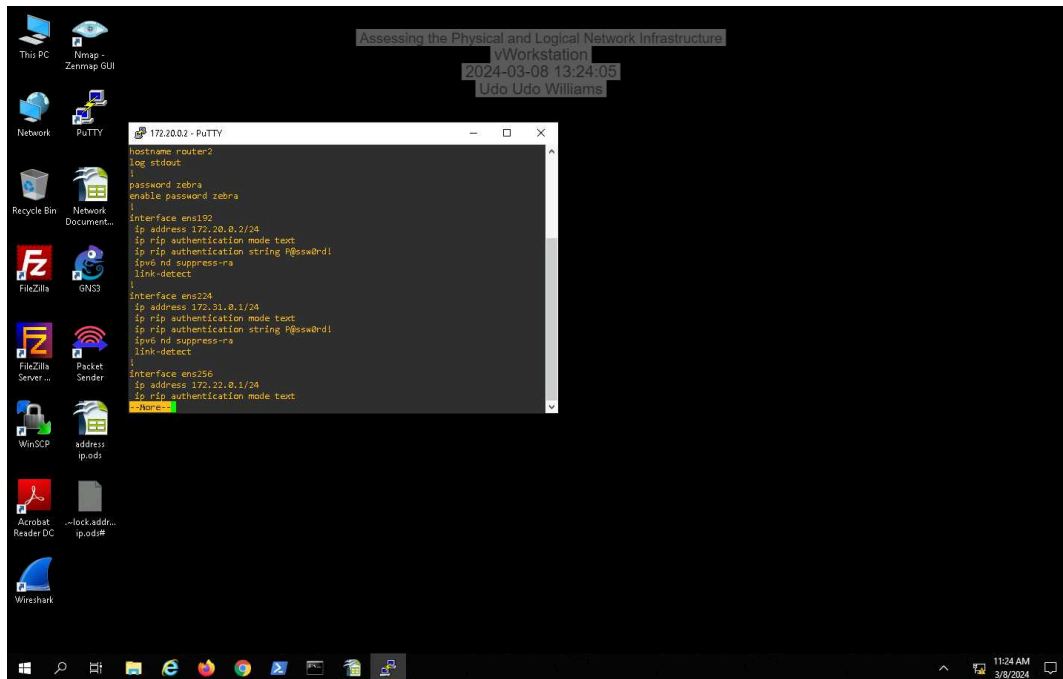 Assessing the Physical and Logical Network Infrastructure
vWorkstation
2024-03-08 13:24:05
Udo Udo Williams
This PC
Nmap -
Zenmap GUI
Network
PuTTY
Recycle Bin
Network
Document...
FileZilla
GNS3
FileZilla
Server ...
Packet
Sender
WinSCP
address
ip.ods
Acrobat
Reader DC
.~lock.addr...
ip.ods#
Wireshark
172.20.0.2 - PuTTY
hostname router2
log stdout
!
password zebra
enable password zebra
!
interface ens192
ip address 172.20.0.2/24
ip rip authentication mode text
ip rip authentication string P@ssw0rd!
ipv6 nd suppress-ra
link-detect
!
interface ens224
ip address 172.31.0.1/24
ip rip authentication mode text
ip rip authentication string P@ssw0rd!
ipv6 nd suppress-ra
link-detect
!
interface ens256
ip address 172.22.0.1/24
ip rip authentication mode text
--More--
11:24 AM
3/8/2024